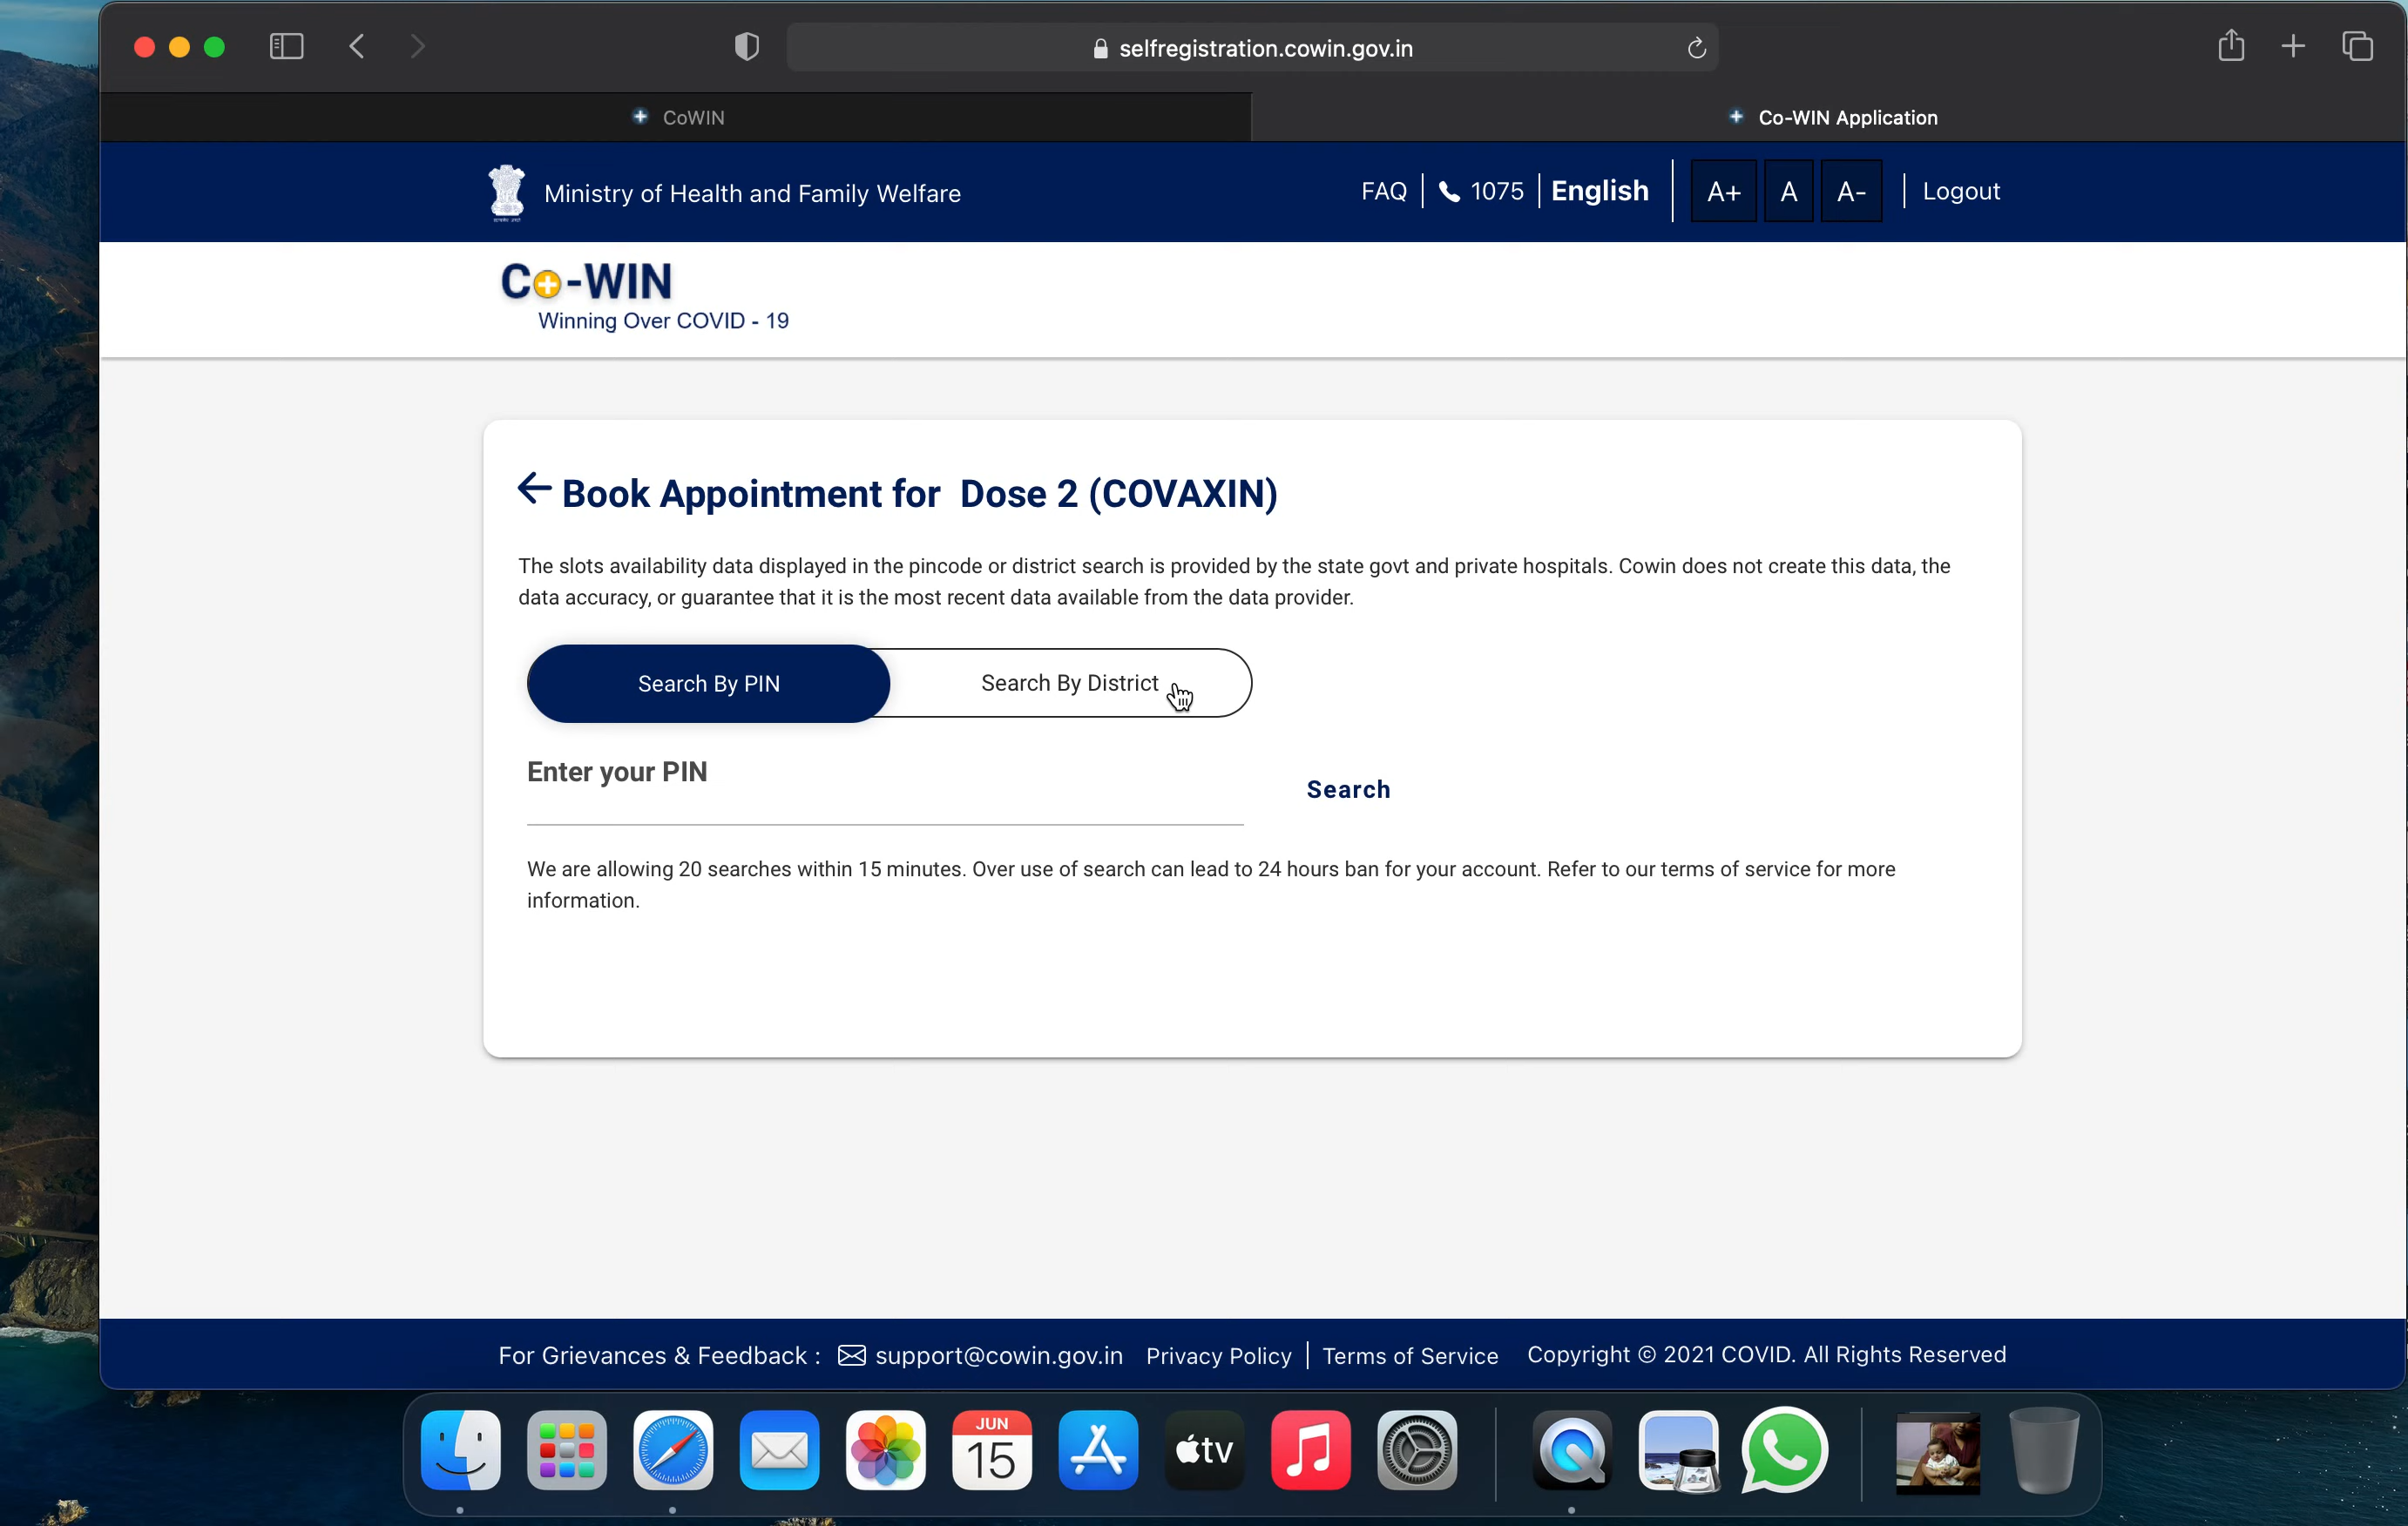 selfregistration.cowin.gov.in
CoWIN
Co-WIN Application
Ministry of Health and Family Welfare
FAQ
1075
English
A+
A
A-
Logout
Co-WIN
Winning Over COVID - 19
Book Appointment for Dose 2 (COVAXIN)
The slots availability data displayed in the pincode or district search is provided by the state govt and private hospitals. Cowin does not create this data, the
data accuracy, or guarantee that it is the most recent data available from the data provider.
Search By PIN
Search By District
Enter your PIN
Search
We are allowing 20 searches within 15 minutes. Over use of search can lead to 24 hours ban for your account. Refer to our terms of service for more
information.
For Grievances & Feedback :
support@cowin.gov.in
Privacy Policy
Terms of Service
Copyright © 2021 COVID. All Rights Reserved
JUN
15
tv